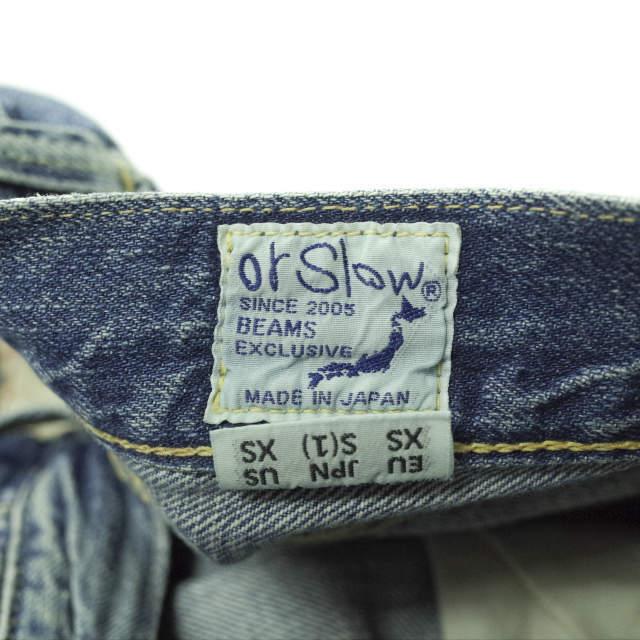 orSlow®
SINCE 2005
BEAMS
EXCLUSIVE
MADE IN JAPAN
EU JPN US
XS S(1) XS